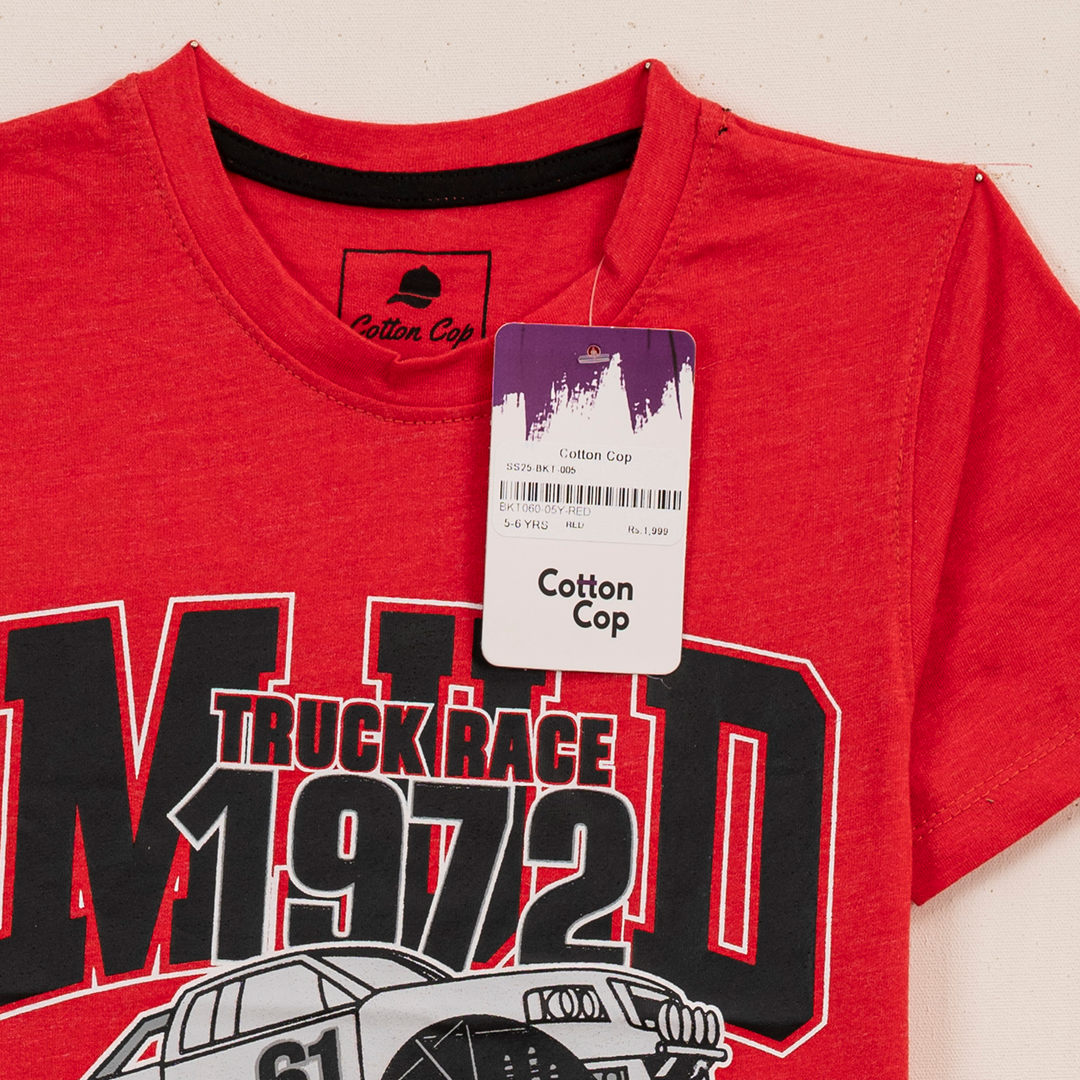 Cotton Cop
Cotton Cop
SS25-BKT-005
BKT060-05Y-RED
5-6 YRS RED Rs.1,999
Cotton
Cop
MUD
TRUCK RACE
1972
61